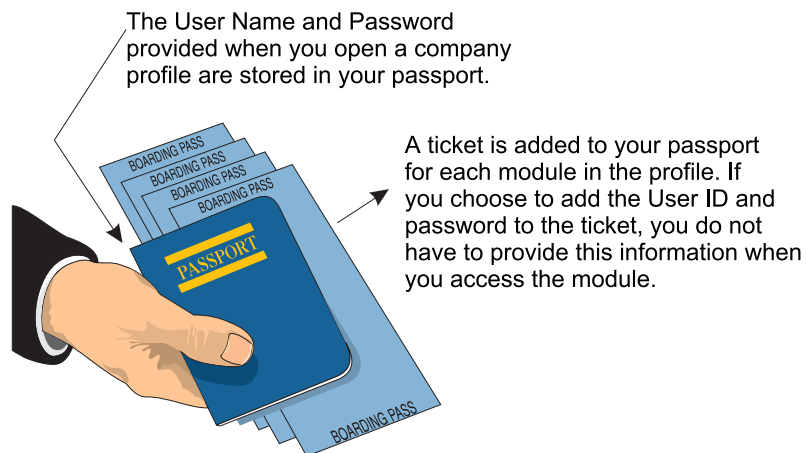 The User Name and Password
provided when you open a company
profile are stored in your passport.
BOARDING PASS
BOARDING PASS
BOARDING PASS
BOARDING PASS
PASSPORT
A ticket is added to your passport
for each module in the profile. If
you choose to add the User ID and
password to the ticket, you do not
have to provide this information when
you access the module.
BOARDING PASS